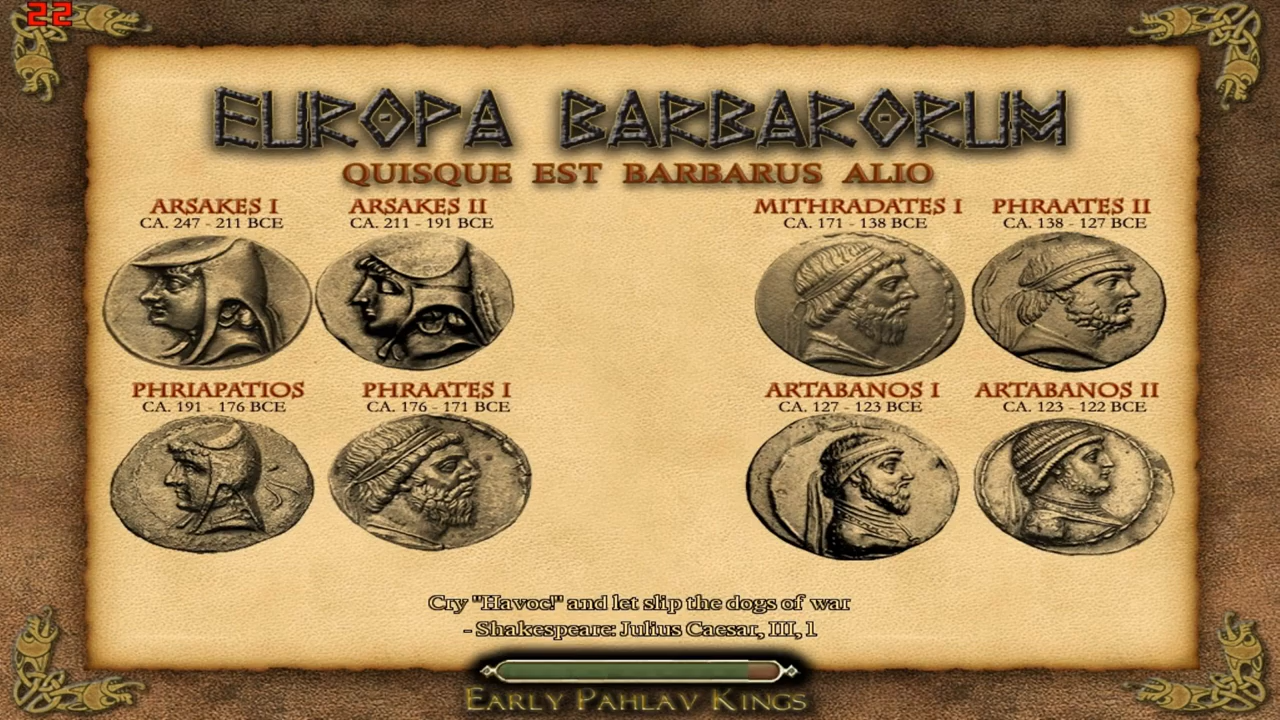 22
EUROPA BARBARORUM
QUISQUE EST BARBARUS ALIO
ARSAKES I
CA. 247 - 211 BCE
ARSAKES II
CA. 211 - 191 BCE
MITHRADATES I
CA. 171 - 138 BCE
PHRAATES II
CA. 138 - 127 BCE
PHRIAPATIOS
CA. 191 - 176 BCE
PHRAATES I
CA. 176 - 171 BCE
ARTABANOS I
CA. 127 - 123 BCE
ARTABANOS II
CA. 123 - 122 BCE
Cry "Havoc!" and let slip the dogs of war
- Shakespeare: Julius Caesar, III, 1
EARLY PAHLAV KINGS